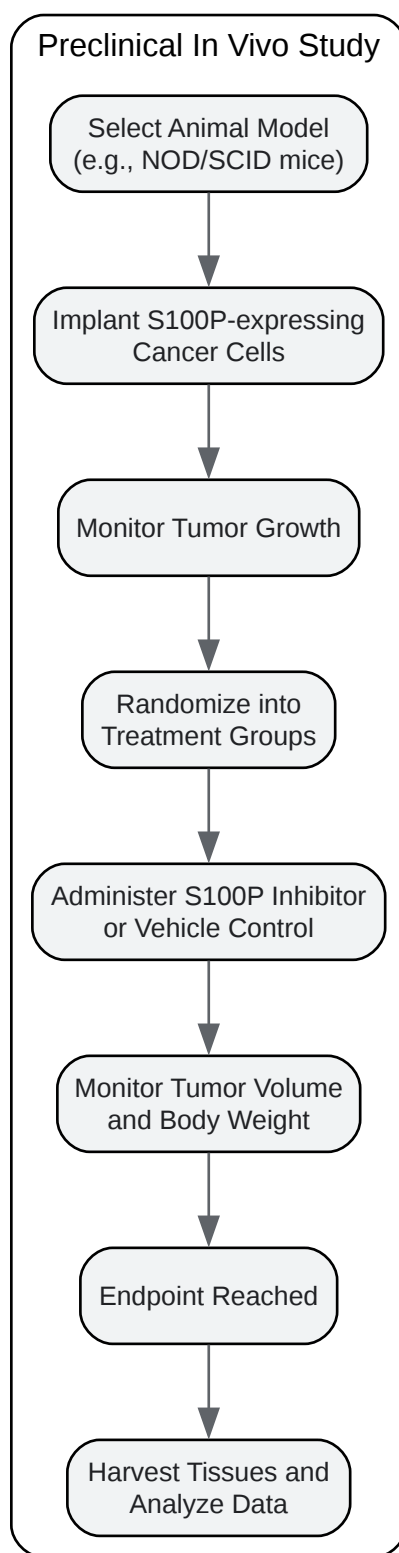 Preclinical In Vivo Study
Select Animal Model
(e.g., NOD/SCID mice)
Implant S100P-expressing
Cancer Cells
Monitor Tumor Growth
Randomize into
Treatment Groups
Administer S100P Inhibitor
or Vehicle Control
Monitor Tumor Volume
and Body Weight
Endpoint Reached
Harvest Tissues and
Analyze Data